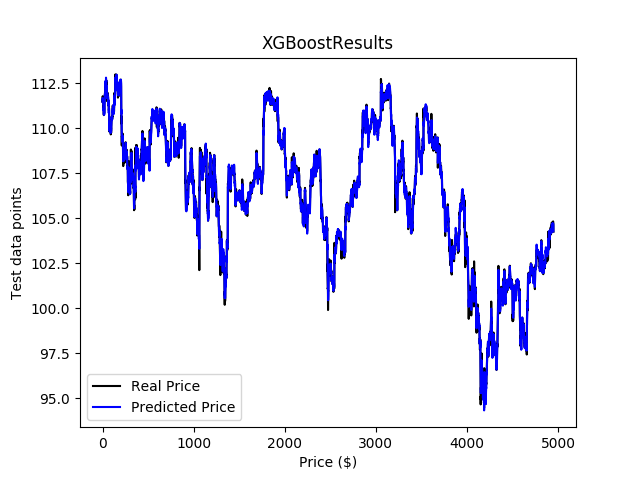 XGBoostResults
Test data points
112.5
110.0
107.5
105.0
102.5
100.0
97.5
95.0
Real Price
Predicted Price
0 1000 2000 3000 4000 5000
Price ($)